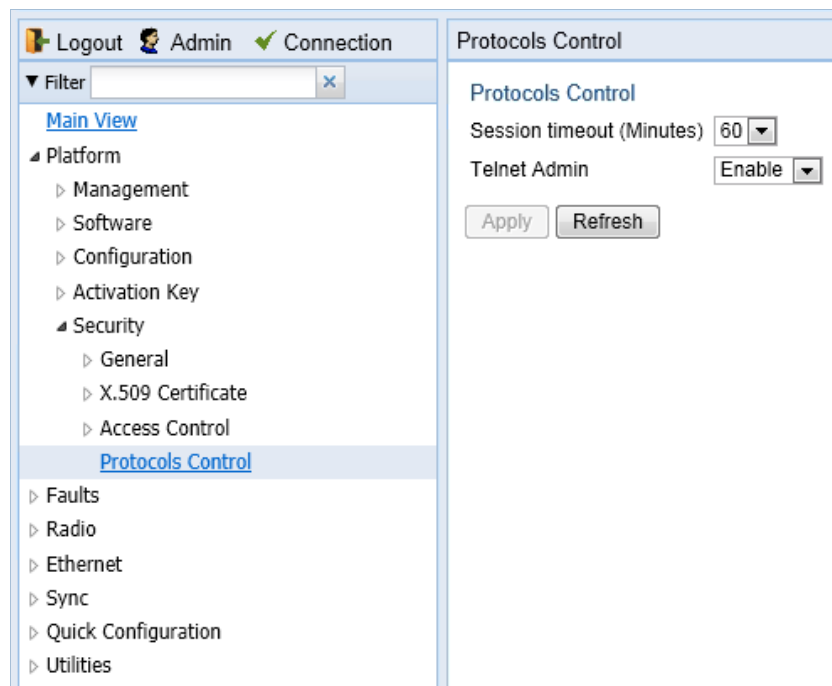 Logout Admin Connection
Filter
Main View
Platform
Management
Software
Configuration
Activation Key
Security
General
X.509 Certificate
Access Control
Protocols Control
Faults
Radio
Ethernet
Sync
Quick Configuration
Utilities
Protocols Control
Protocols Control
Session timeout (Minutes) 60
Telnet Admin Enable
Apply Refresh